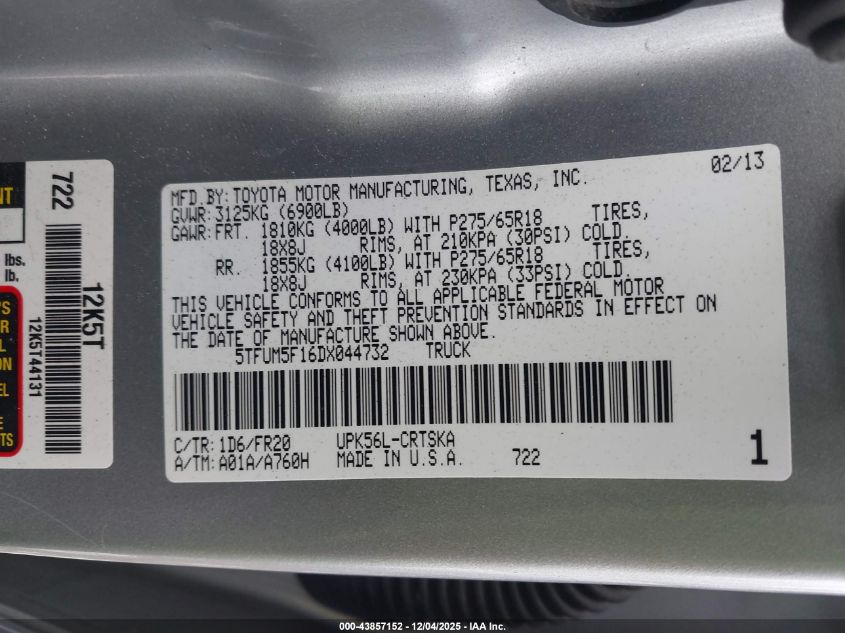 02/13
MFD.BY: TOYOTA MOTOR MANUFACTURING, TEXAS, INC.
GVWR: 3125KG (6900LB)
GAWR: FRT. 1810KG (4000LB) WITH P275/65R18 TIRES,
18X8J RIMS, AT 210KPA (30PSI) COLD.
RR. 1855KG (4100LB) WITH P275/65R18 TIRES,
18X8J RIMS, AT 230KPA (33PSI) COLD.
THIS VEHICLE CONFORMS TO ALL APPLICABLE FEDERAL MOTOR
VEHICLE SAFETY AND THEFT PREVENTION STANDARDS IN EFFECT ON
THE DATE OF MANUFACTURE SHOWN ABOVE.
5TFUM5F16DX044732 TRUCK
C/TR: 1D6/FR20 UPK56L-CRTSKA
A/TM: A01A/A760H MADE IN U.S.A. 722
1
722
12K5T
12K5T44131
NT
lbs.
lb.
'S
R
L
ON
EL
E
TS
000-43857152 - 12/04/2025 - IAA Inc.